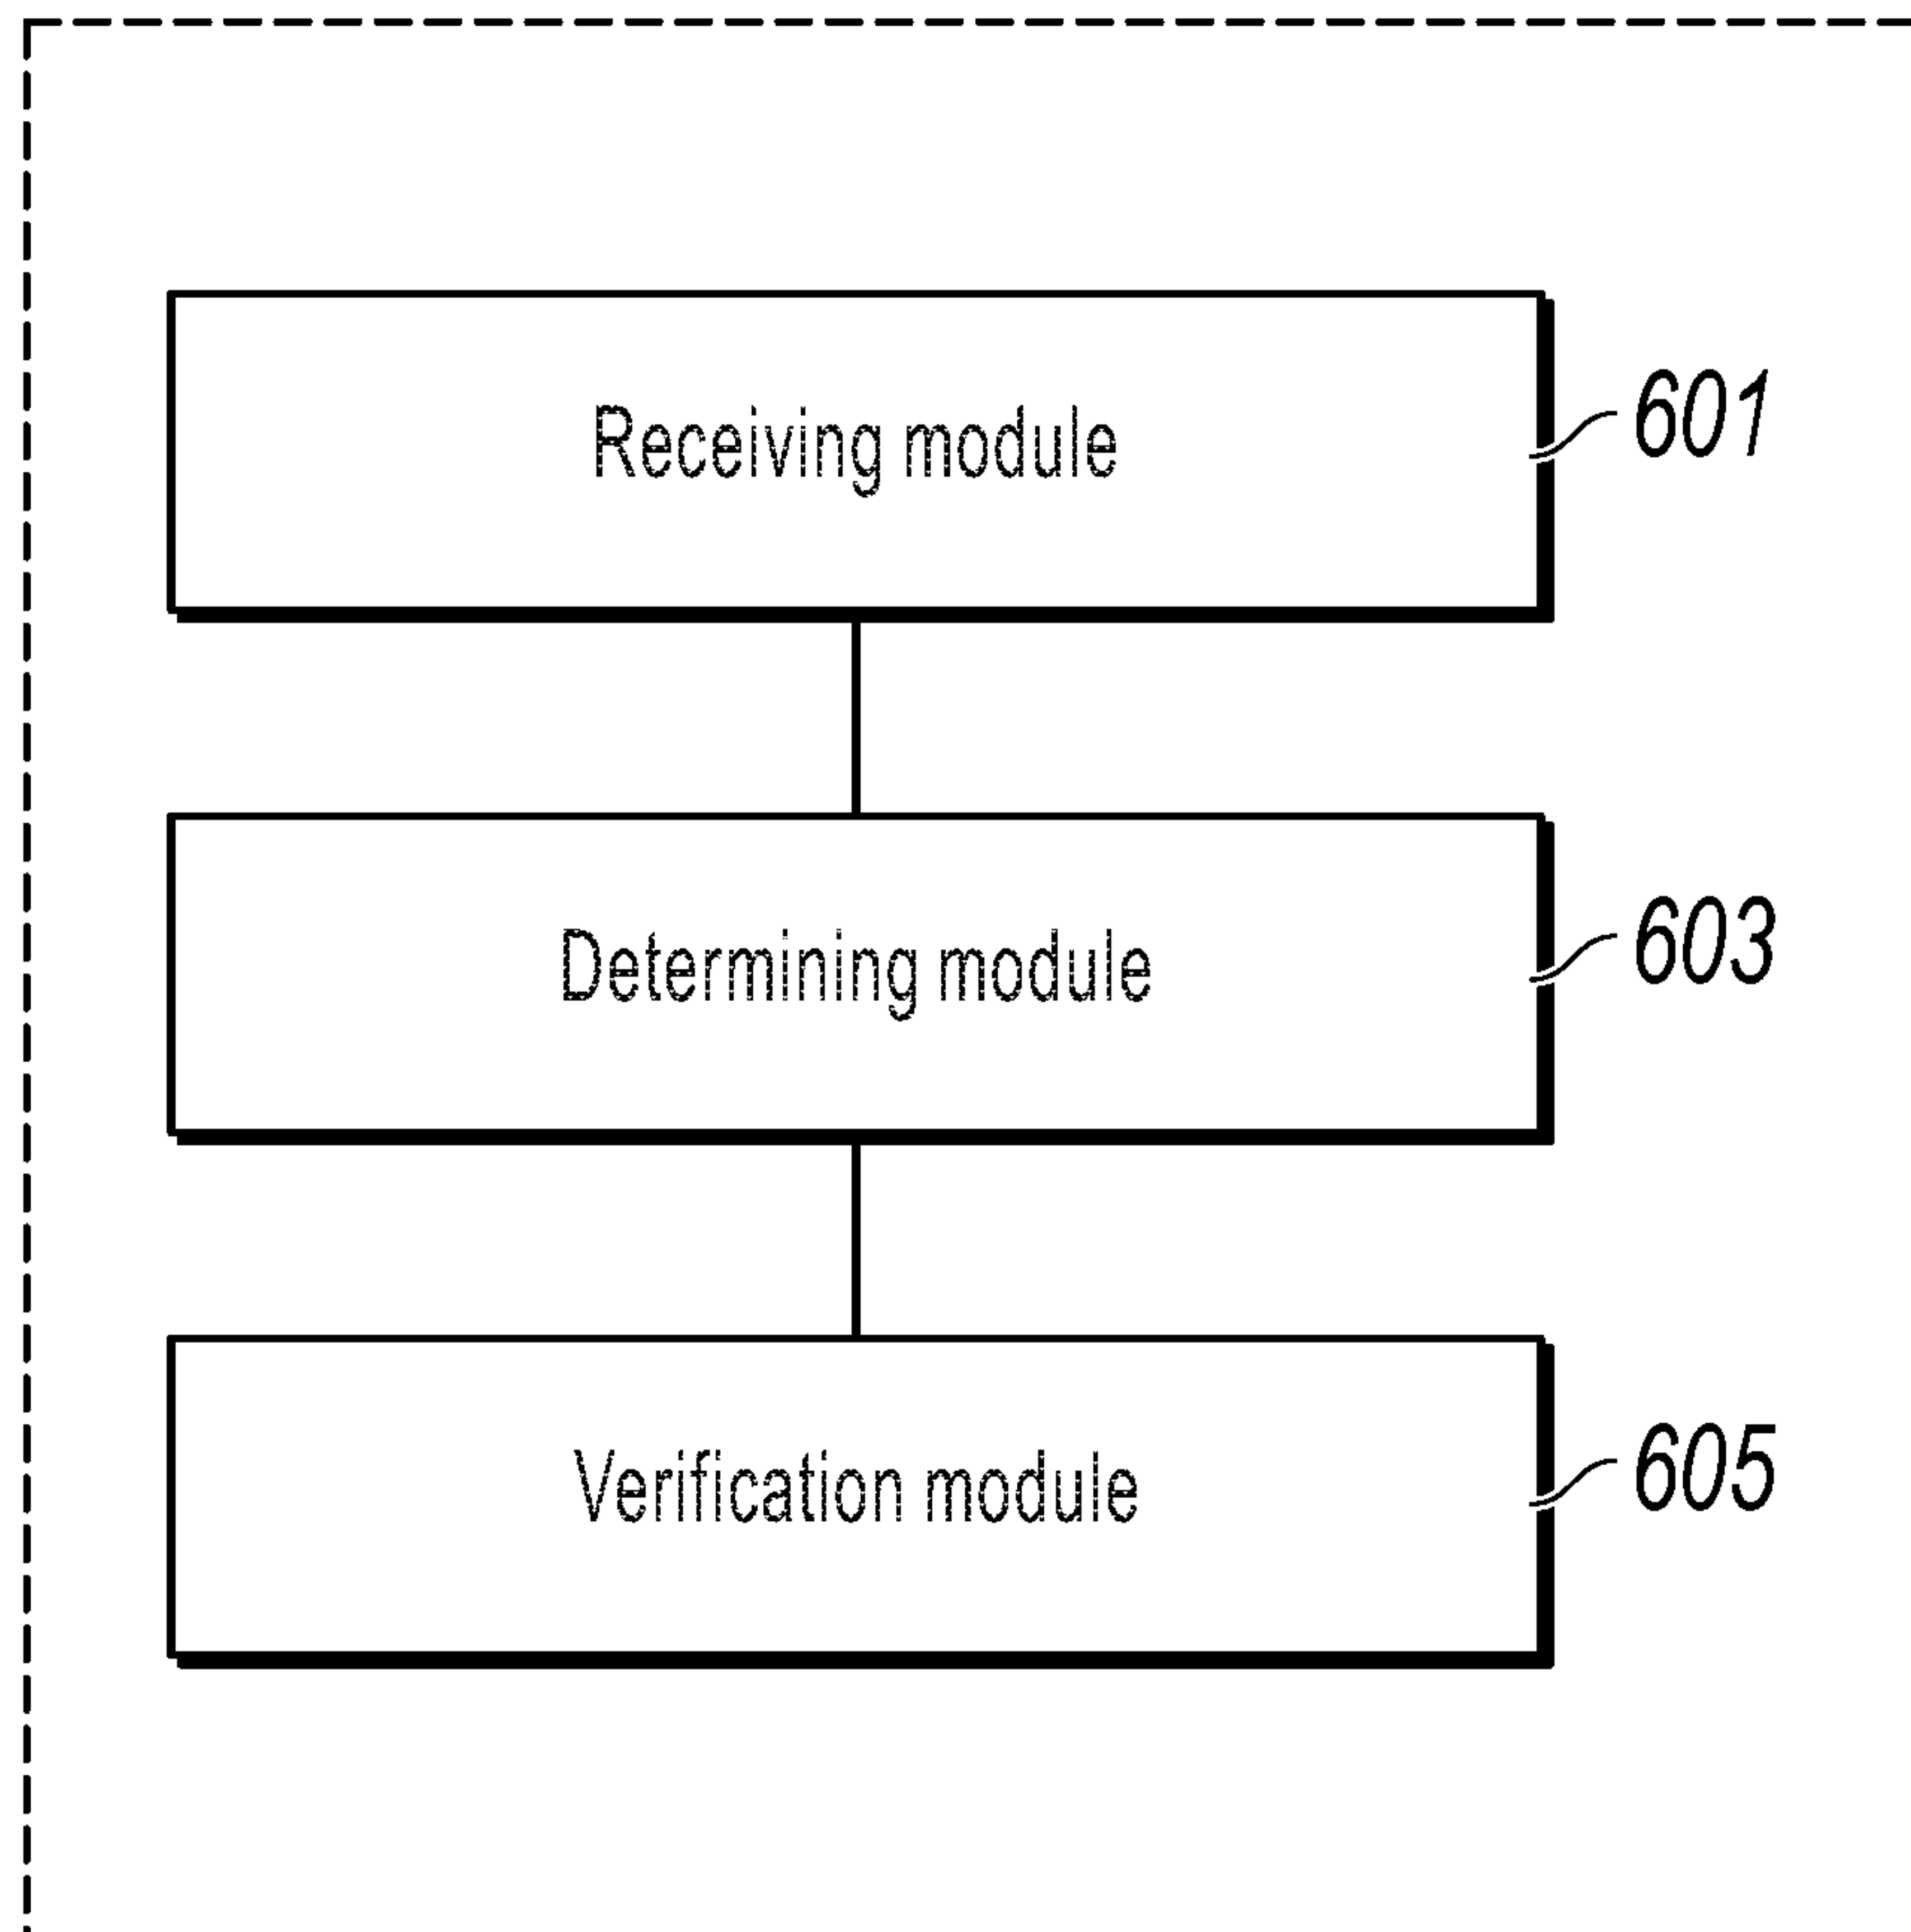 Receiving module
601
Determining module
603
Verification module
605